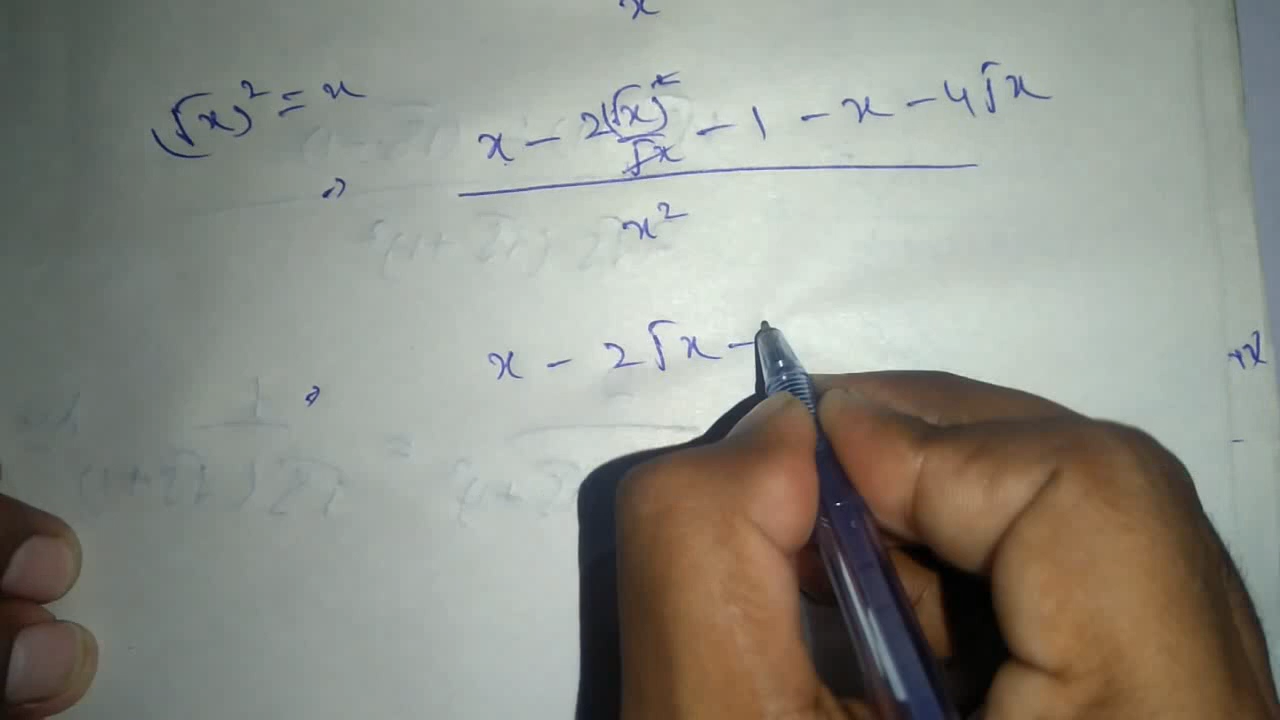 x
(√x)² = x
⇒ (x - 2(√x)²/√x - 1 - x - 4√x) / x²
⇒ x - 2√x -
+x